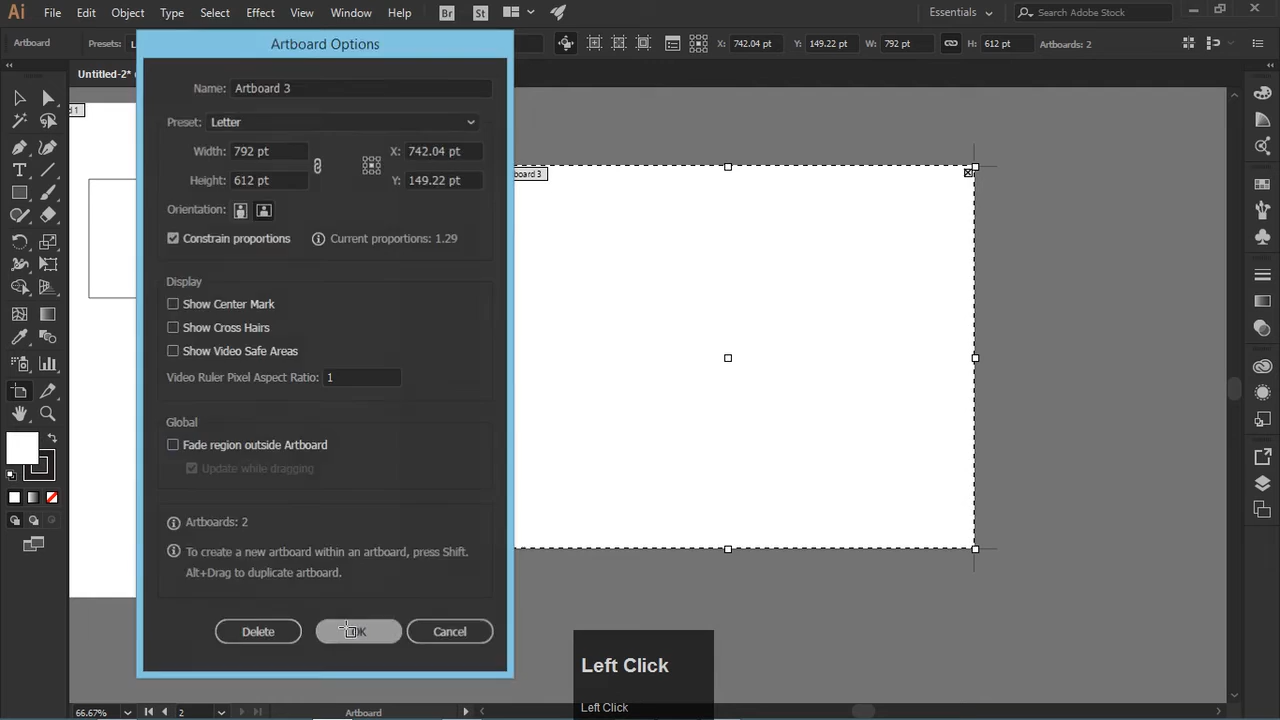 Ai File Edit Object Type Select Effect View Window Help Br St Essentials Search Adobe Stock
Artboard Presets: X: 742.04 pt Y: 149.22 pt W: 792 pt H: 612 pt Artboards: 2
Artboard Options
Untitled-2*
Name: Artboard 3
d 1
Preset: Letter
Width: 792 pt X: 742.04 pt
board 3
Height: 612 pt Y: 149.22 pt
Orientation:
Constrain proportions Current proportions: 1.29
Display
Show Center Mark
Show Cross Hairs
Show Video Safe Areas
Video Ruler Pixel Aspect Ratio: 1
Global
Fade region outside Artboard
Update while dragging
Artboards: 2
To create a new artboard within an artboard, press Shift.
Alt+Drag to duplicate artboard.
Delete OK Cancel
Left Click
Left Click
66.67% 2 Artboard